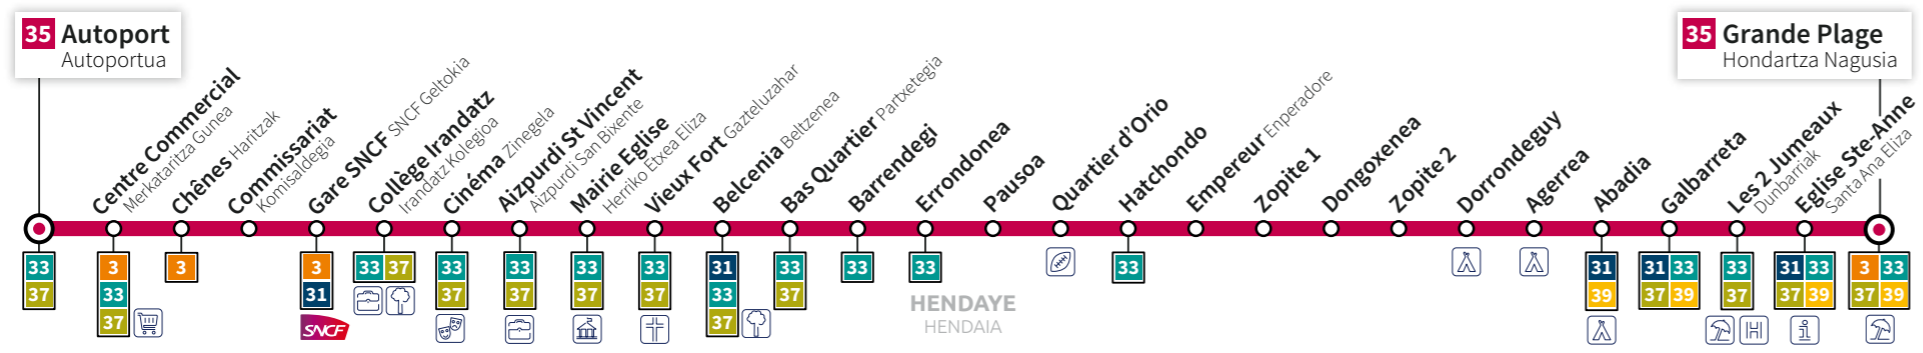 35 Autoport
Autoportua
35 Grande Plage
Hondartza Nagusia
Centre Commercial
Merkataritza Gunea
Chênes Haritzak
Commissariat
Komisaldegia
Gare SNCF SNCF Geltokia
Collège Irandatz
Irandatz Kolegioa
Cinéma Zinegela
Aizpurdi St Vincent
Aizpurdi San Bixente
Mairie Eglise
Herriko Etxea Eliza
Vieux Fort Gazteluzahar
Belcenia Beltzenea
Bas Quartier Partxetegia
Barrendegi
Errondonea
Pausoa
Quartier d'Orio
Hatchondo
Empereur Enperadore
Zopite 1
Dongoxenea
Zopite 2
Dorrondeguy
Agerrea
Abadia
Galbarreta
Les 2 Jumeaux
Dunbarriak
Eglise Ste-Anne
Santa Ana Eliza
33
37
3
33
37
3
3
31
SNCF
33 37
33
37
33
37
33
37
33
37
31
33
37
33
37
33
33
33
31
39
31 33
37 39
33
37
31 33
37 39
3 33
37 39
HENDAYE
HENDAIA